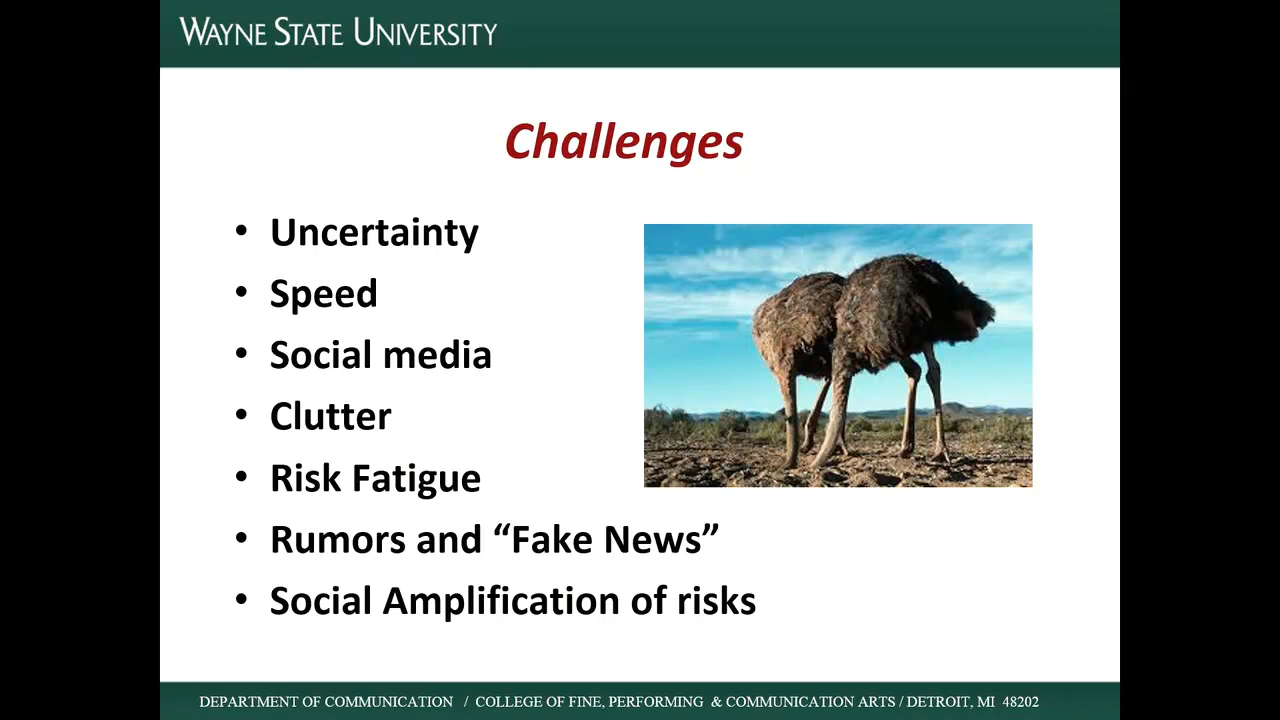 WAYNE STATE UNIVERSITY
Challenges
• Uncertainty
• Speed
• Social media
• Clutter
• Risk Fatigue
• Rumors and “Fake News”
• Social Amplification of risks
DEPARTMENT OF COMMUNICATION / COLLEGE OF FINE, PERFORMING & COMMUNICATION ARTS / DETROIT, MI 48202